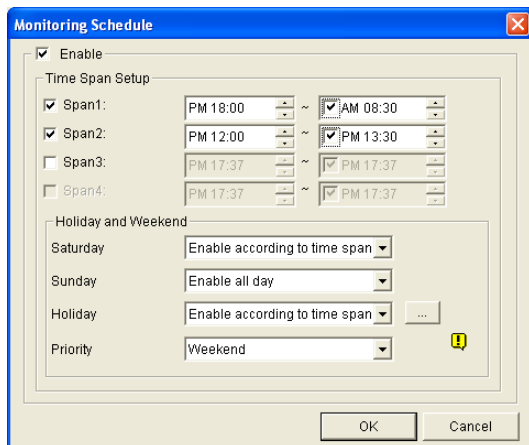 Monitoring Schedule
Enable
Time Span Setup
Span1: PM 18:00 ~ AM 08:30
Span2: PM 12:00 ~ PM 13:30
Span3: PM 17:37 ~ PM 17:37
Span4: PM 17:37 ~ PM 17:37
Holiday and Weekend
Saturday Enable according to time span
Sunday Enable all day
Holiday Enable according to time span ...
Priority Weekend
OK Cancel